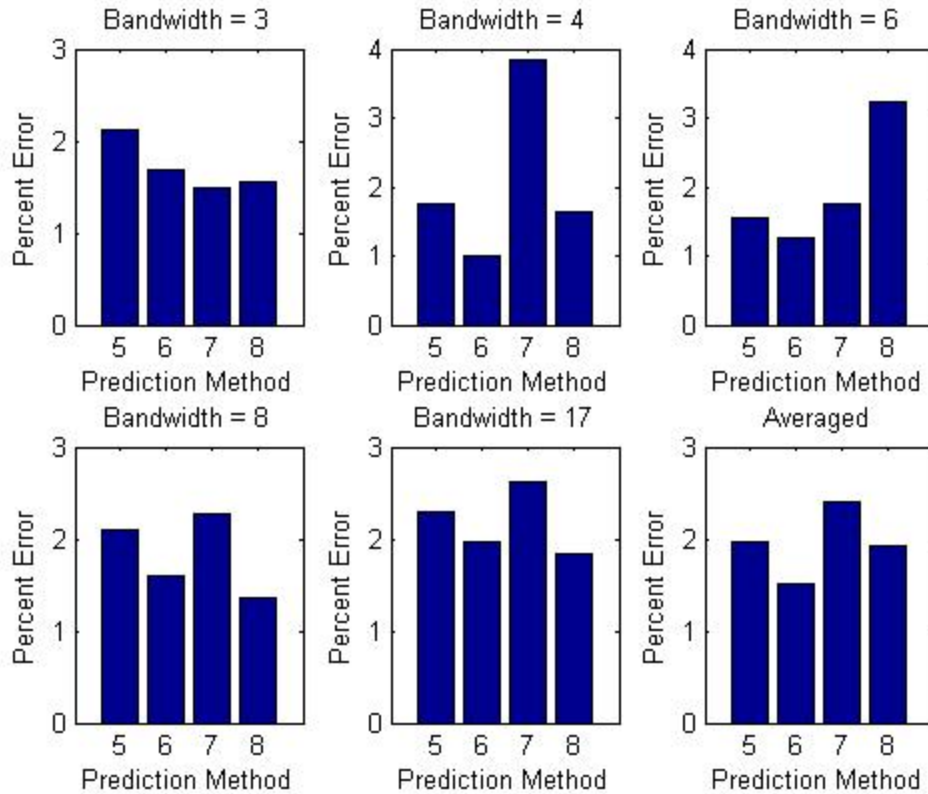 Bandwidth = 3
3
2
1
0
Percent Error
5 6 7 8
Prediction Method
Bandwidth = 4
4
3
2
1
0
Percent Error
5 6 7 8
Prediction Method
Bandwidth = 6
4
3
2
1
0
Percent Error
5 6 7 8
Prediction Method
Bandwidth = 8
3
2
1
0
Percent Error
5 6 7 8
Prediction Method
Bandwidth = 17
3
2
1
0
Percent Error
5 6 7 8
Prediction Method
Averaged
3
2
1
0
Percent Error
5 6 7 8
Prediction Method